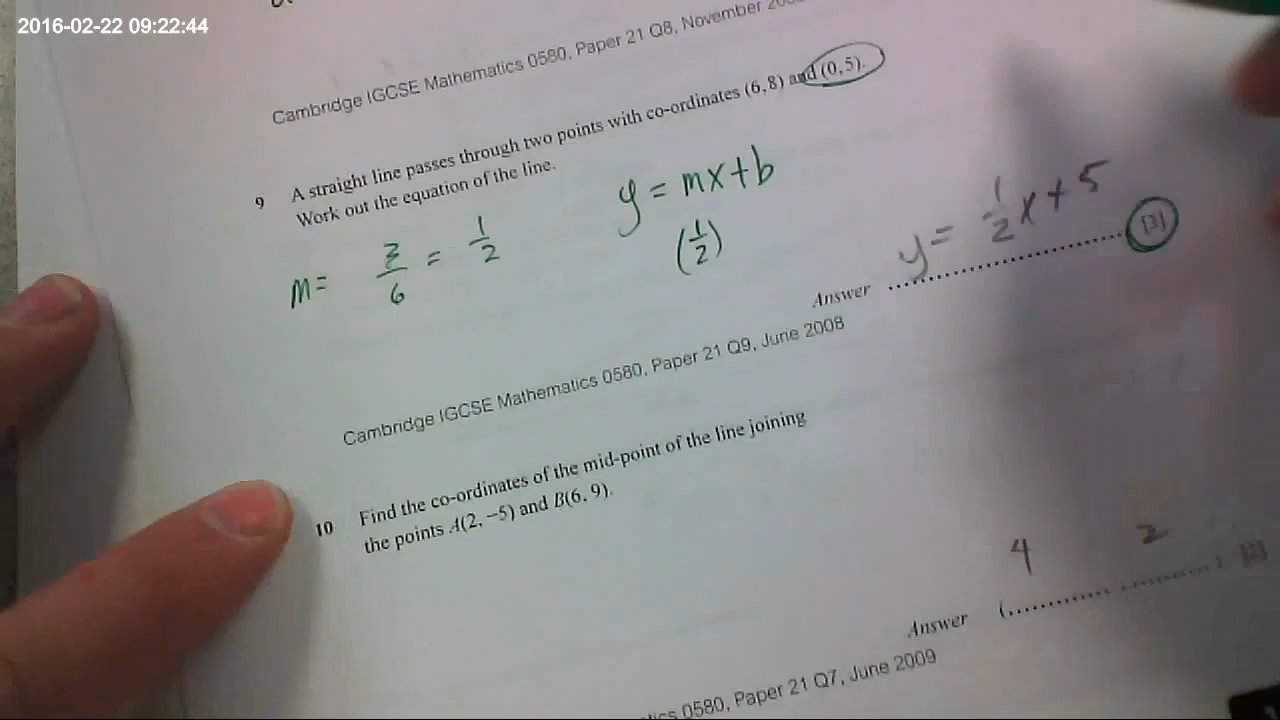 2016-02-22 09:22:44
Cambridge IGCSE Mathematics 0580, Paper 21 Q8, November
9 A straight line passes through two points with co-ordinates (6,8) and (0,5).
Work out the equation of the line.
y = mx+b
m= 3/6 = 1/2
(1/2)
y = 1/2 x + 5
Answer .............................. [3]
Cambridge IGCSE Mathematics 0580, Paper 21 Q9, June 2008
10 Find the co-ordinates of the mid-point of the line joining
the points A(2, −5) and B(6, 9).
4 2
Answer (............ ............) [2]
0580, Paper 21 Q7, June 2009